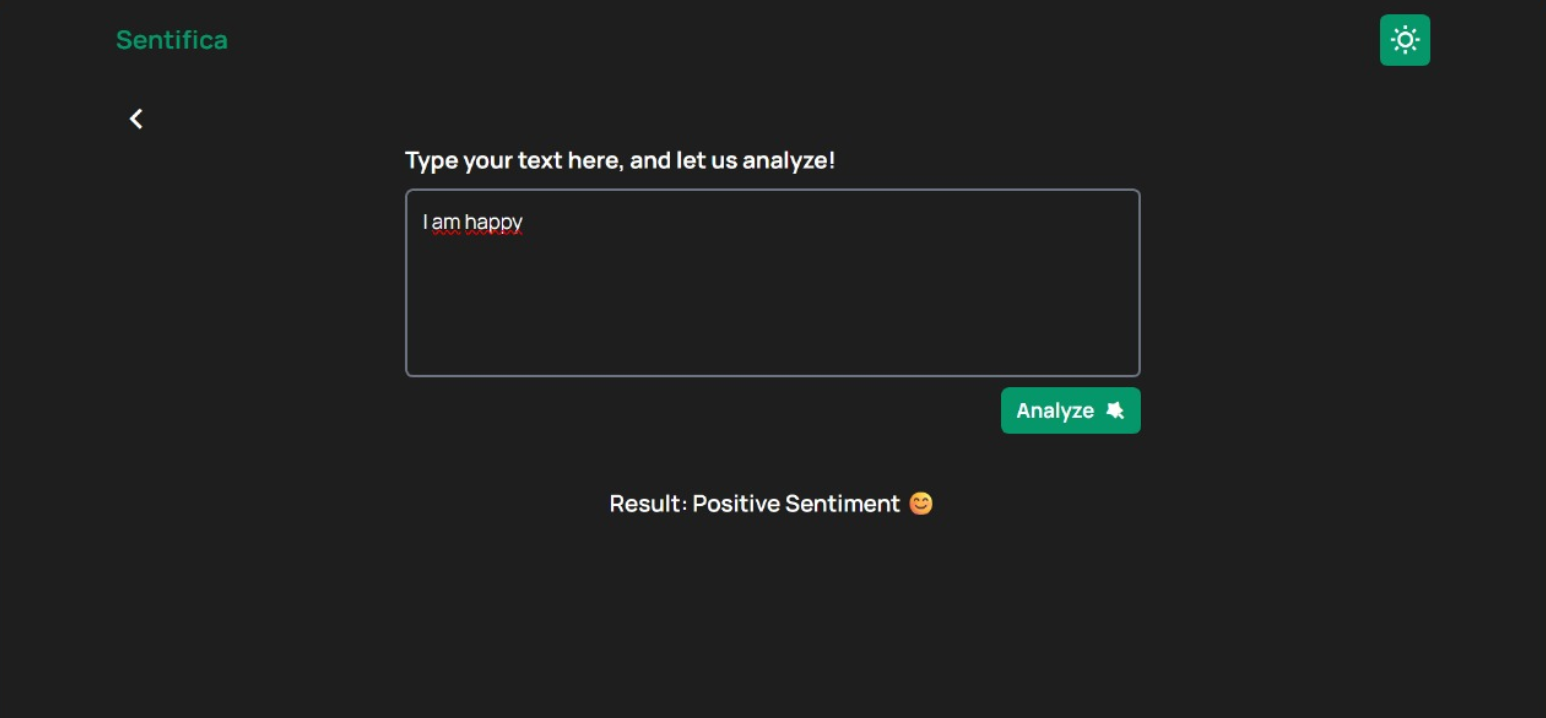 Sentifica
Type your text here, and let us analyze!
I am happy
Analyze
Result: Positive Sentiment 😊